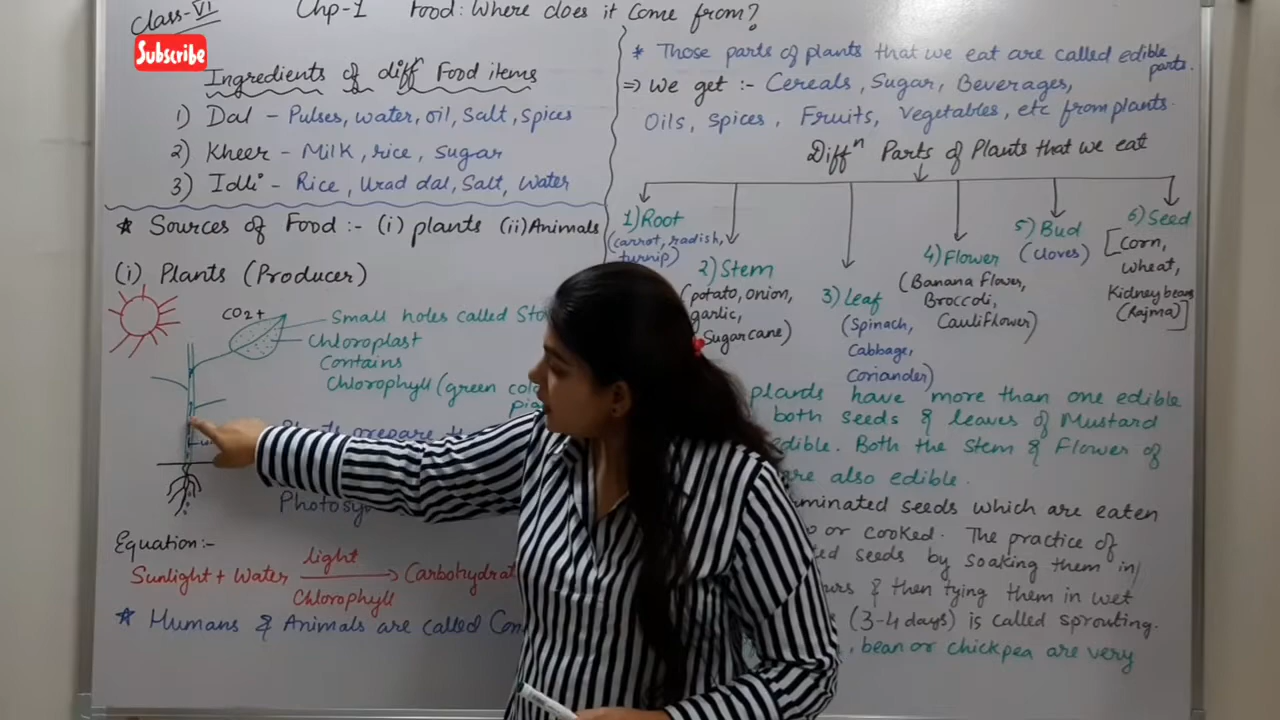 Class-VI Chp-1 Food: Where does it Come from?
Subscribe
Ingredients of diff Food items
1) Dal - Pulses, water, oil, Salt, Spices
2) Kheer - Milk, rice, sugar
3) Idli - Rice, Urad dal, Salt, Water
* Sources of Food :- (i) plants (ii) Animals
(i) Plants (Producer)
CO2+
Small holes called
Chloroplast
Contains
Chlorophyll (green
Plants prepare
Equation:-
light
Sunlight + Water → 
Chlorophyll
* Humans & Animals are called
* Those parts of plants that we eat are called edible
parts.
⇒ We get :- Cereals, Sugar, Beverages,
Oils, Spices, Fruits, Vegetables, etc from plants.
Diffⁿ Parts of Plants that we eat
1) Root
(carrot, radish,
turnip)
2) Stem
(potato, onion,
garlic,
Sugarcane)
3) Leaf
(Spinach,
Cabbage,
Coriander)
4) Flower
(Banana Flower,
Broccoli,
Cauliflower)
5) Bud
(Cloves)
6) Seed
[Corn,
Wheat,
Kidney beans
(Rajma)]
plants have more than one edible
both seeds & leaves of Mustard
Both the Stem & Flower of
are also edible.
seeds which are eaten
or cooked. The practice of
seeds by soaking them in
& then tying them in wet
(3-4 days) is called sprouting.
, bean or chickpea are very